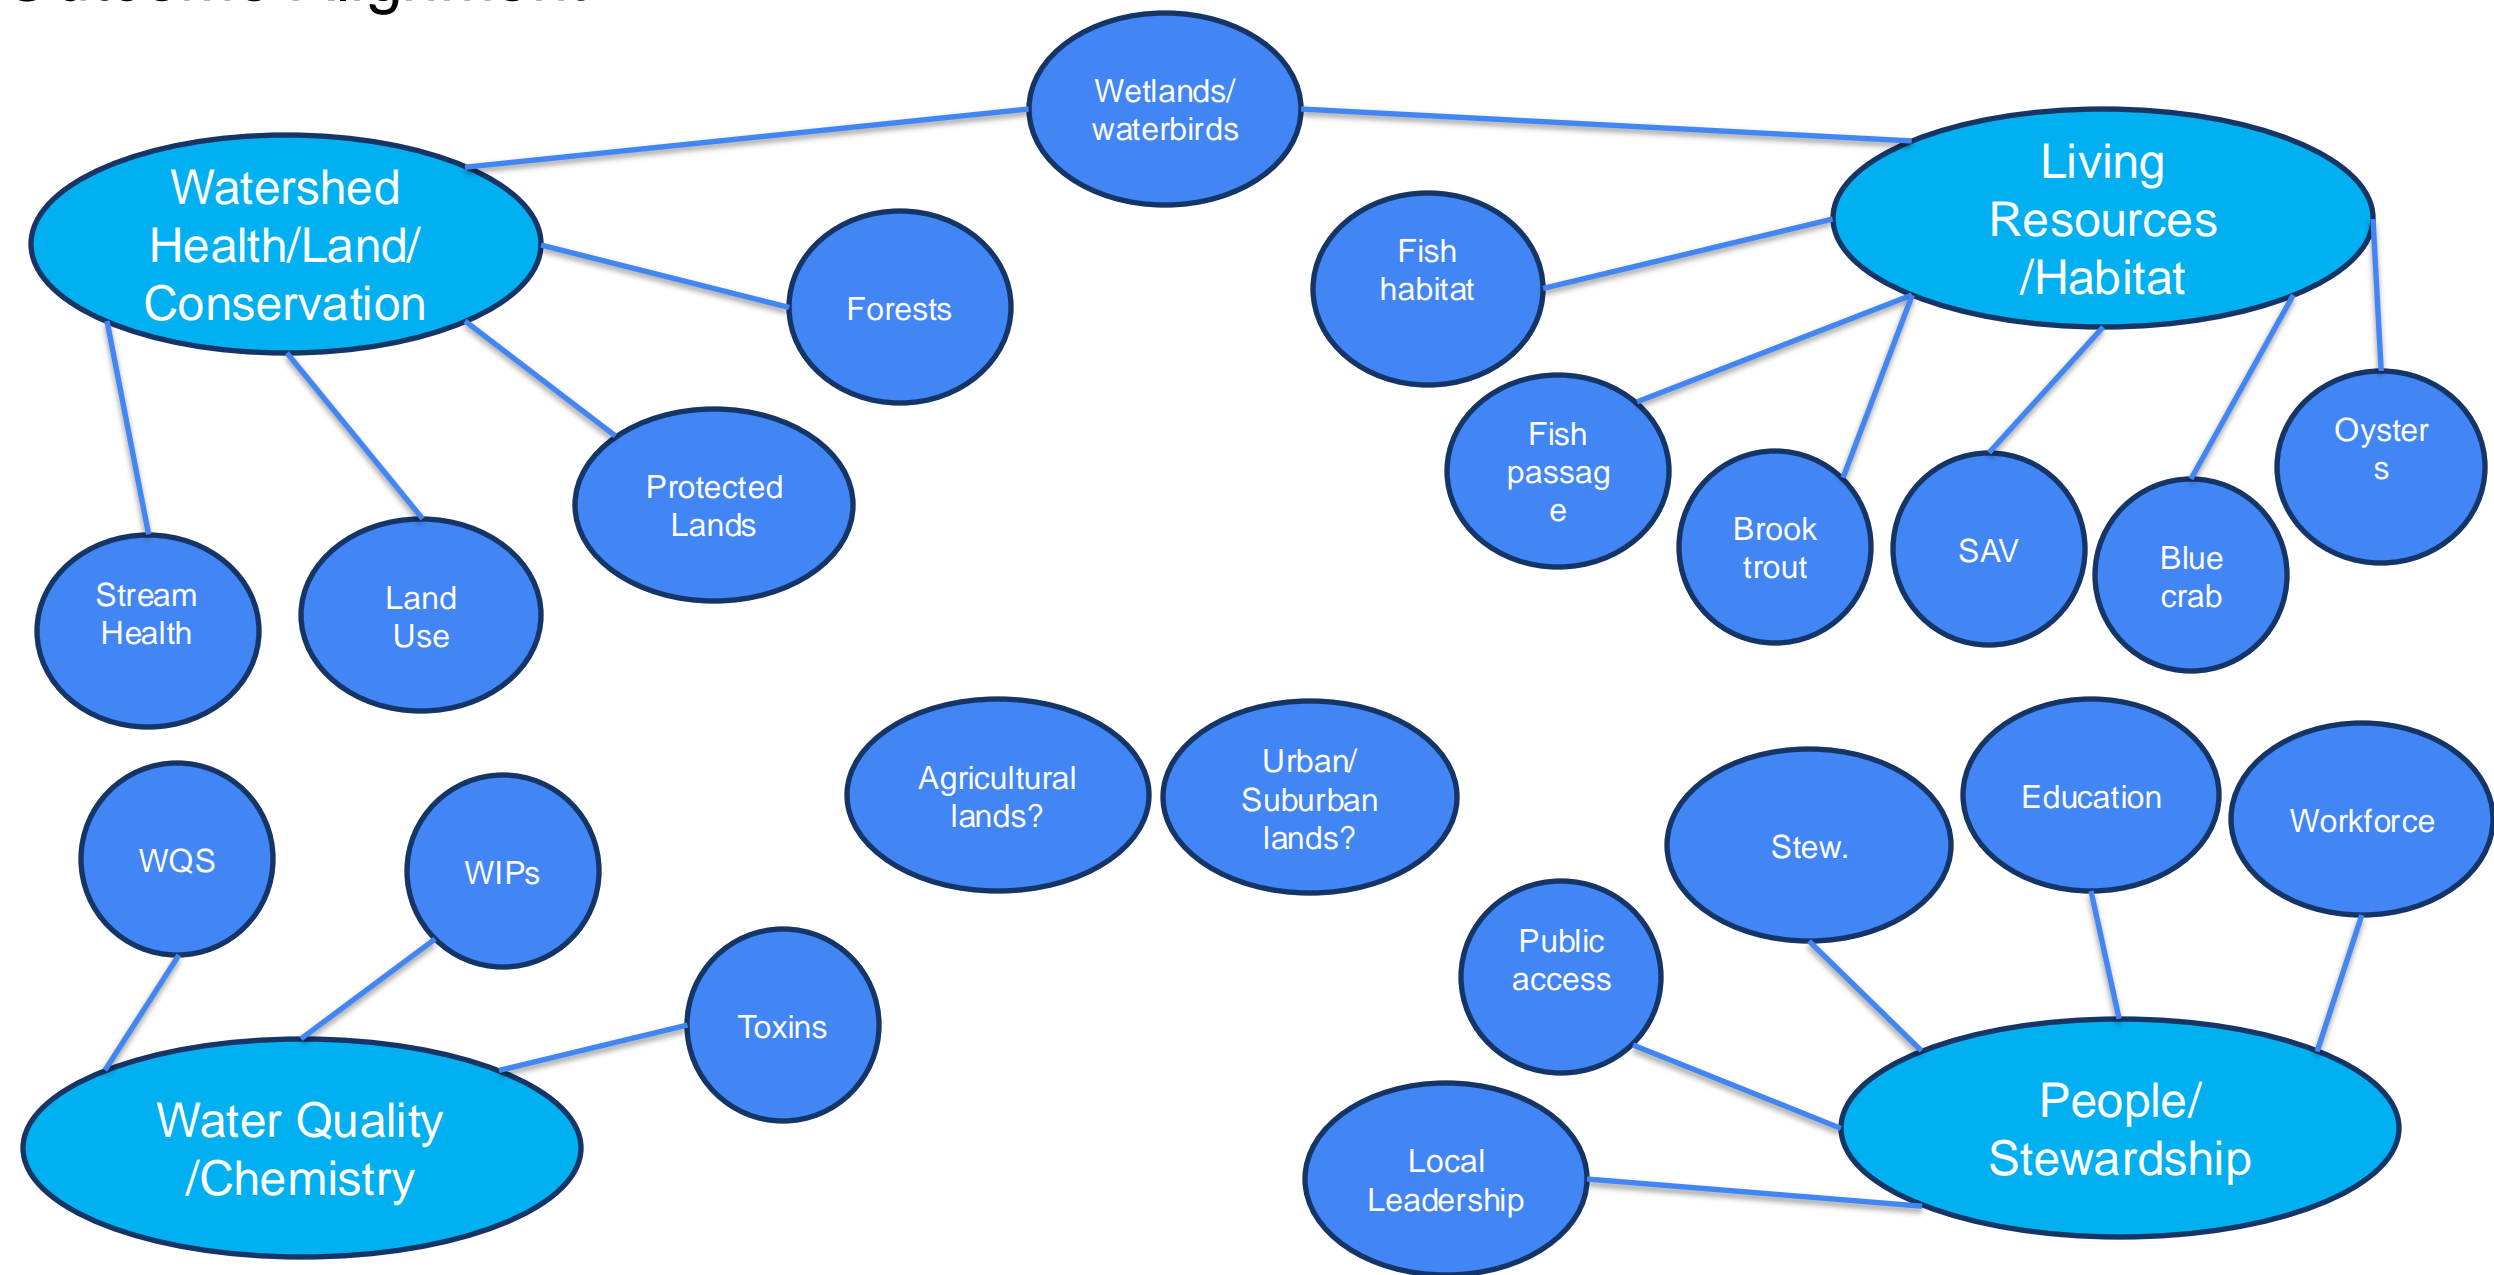 Outcome Alignment
Wetlands/
waterbirds
Watershed
Health/Land/
Conservation
Living
Resources
/Habitat
Fish
habitat
Forests
Fish
passag
e
Oyster
s
Protected
Lands
Brook
trout
SAV
Blue
crab
Stream
Health
Land
Use
Agricultural
lands?
Urban/
Suburban
lands?
Education
Workforce
Stew.
WQS
WIPs
Public
access
Toxins
Water Quality
/Chemistry
People/
Stewardship
Local
Leadership